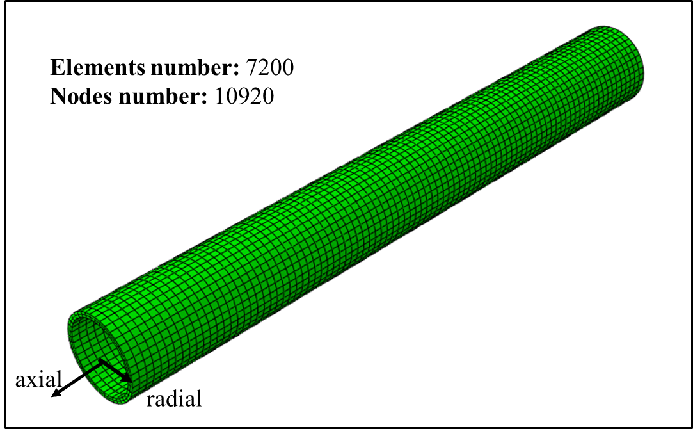 Elements number: 7200
Nodes number: 10920
axial
radial